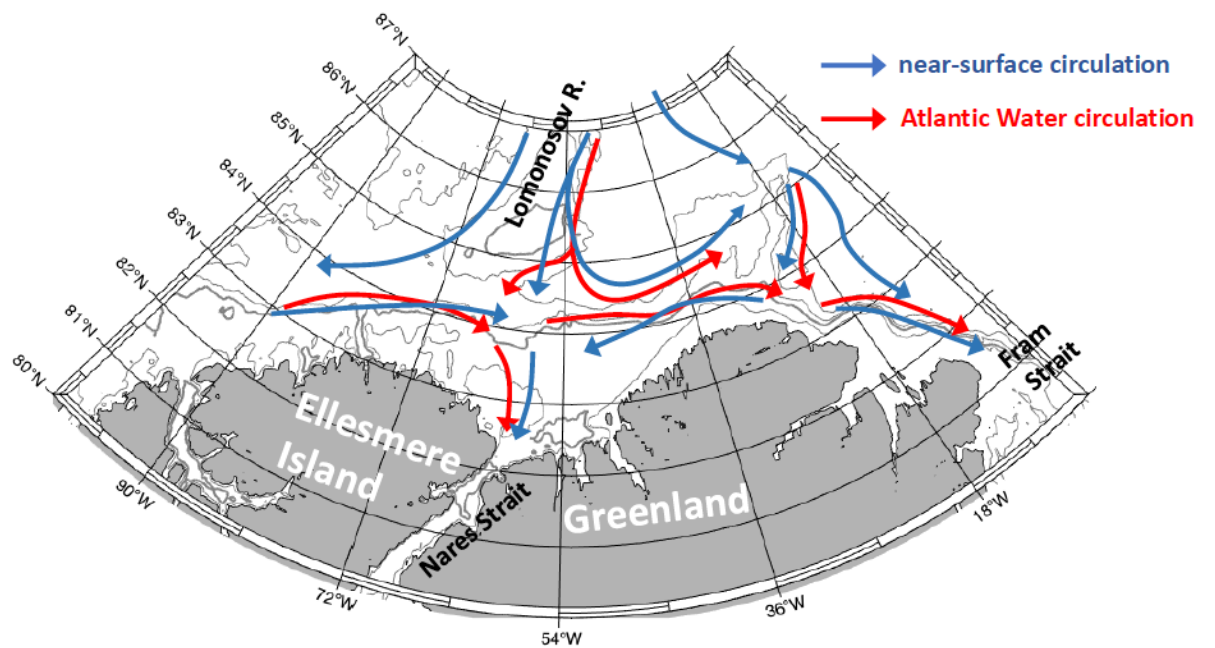 near-surface circulation
Atlantic Water circulation
87°N
86°N
85°N
84°N
83°N
82°N
81°N
80°N
Lomonosov R.
Fram
Strait
Ellesmere
Island
Nares Strait
Greenland
90°W
72°W
54°W
36°W
18°W